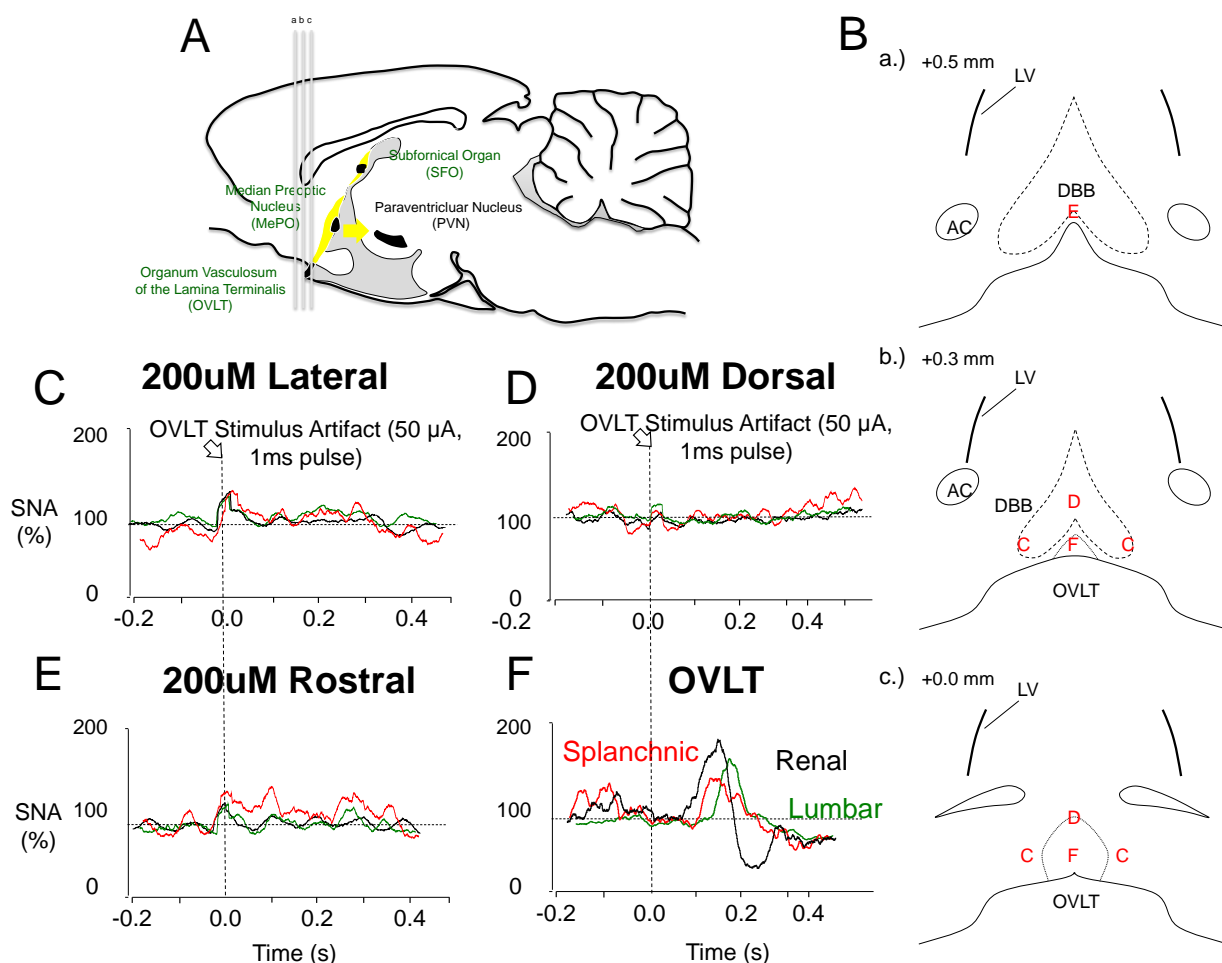 A
a b c
Subfornical Organ
(SFO)
Median Preoptic
Nucleus
(MePO)
Paraventricluar Nucleus
(PVN)
Organum Vasculosum
of the Lamina Terminalis
(OVLT)
B
a.) +0.5 mm
LV
DBB
E
AC
b.) +0.3 mm
LV
AC
DBB
D
C F C
OVLT
c.) +0.0 mm
LV
D
C F C
OVLT
C
200uM Lateral
OVLT Stimulus Artifact (50 µA,
1ms pulse)
200
SNA
(%)
100
0
-0.2 0.0 0.2 0.4
D
200uM Dorsal
OVLT Stimulus Artifact (50 µA,
1ms pulse)
200
100
0
-0.2 0.0 0.2 0.4
E
200uM Rostral
200
SNA
(%)
100
0
-0.2 0.0 0.2 0.4
Time (s)
F
OVLT
200
Splanchnic
Renal
Lumbar
100
0
-0.2 0.0 0.2 0.4
Time (s)